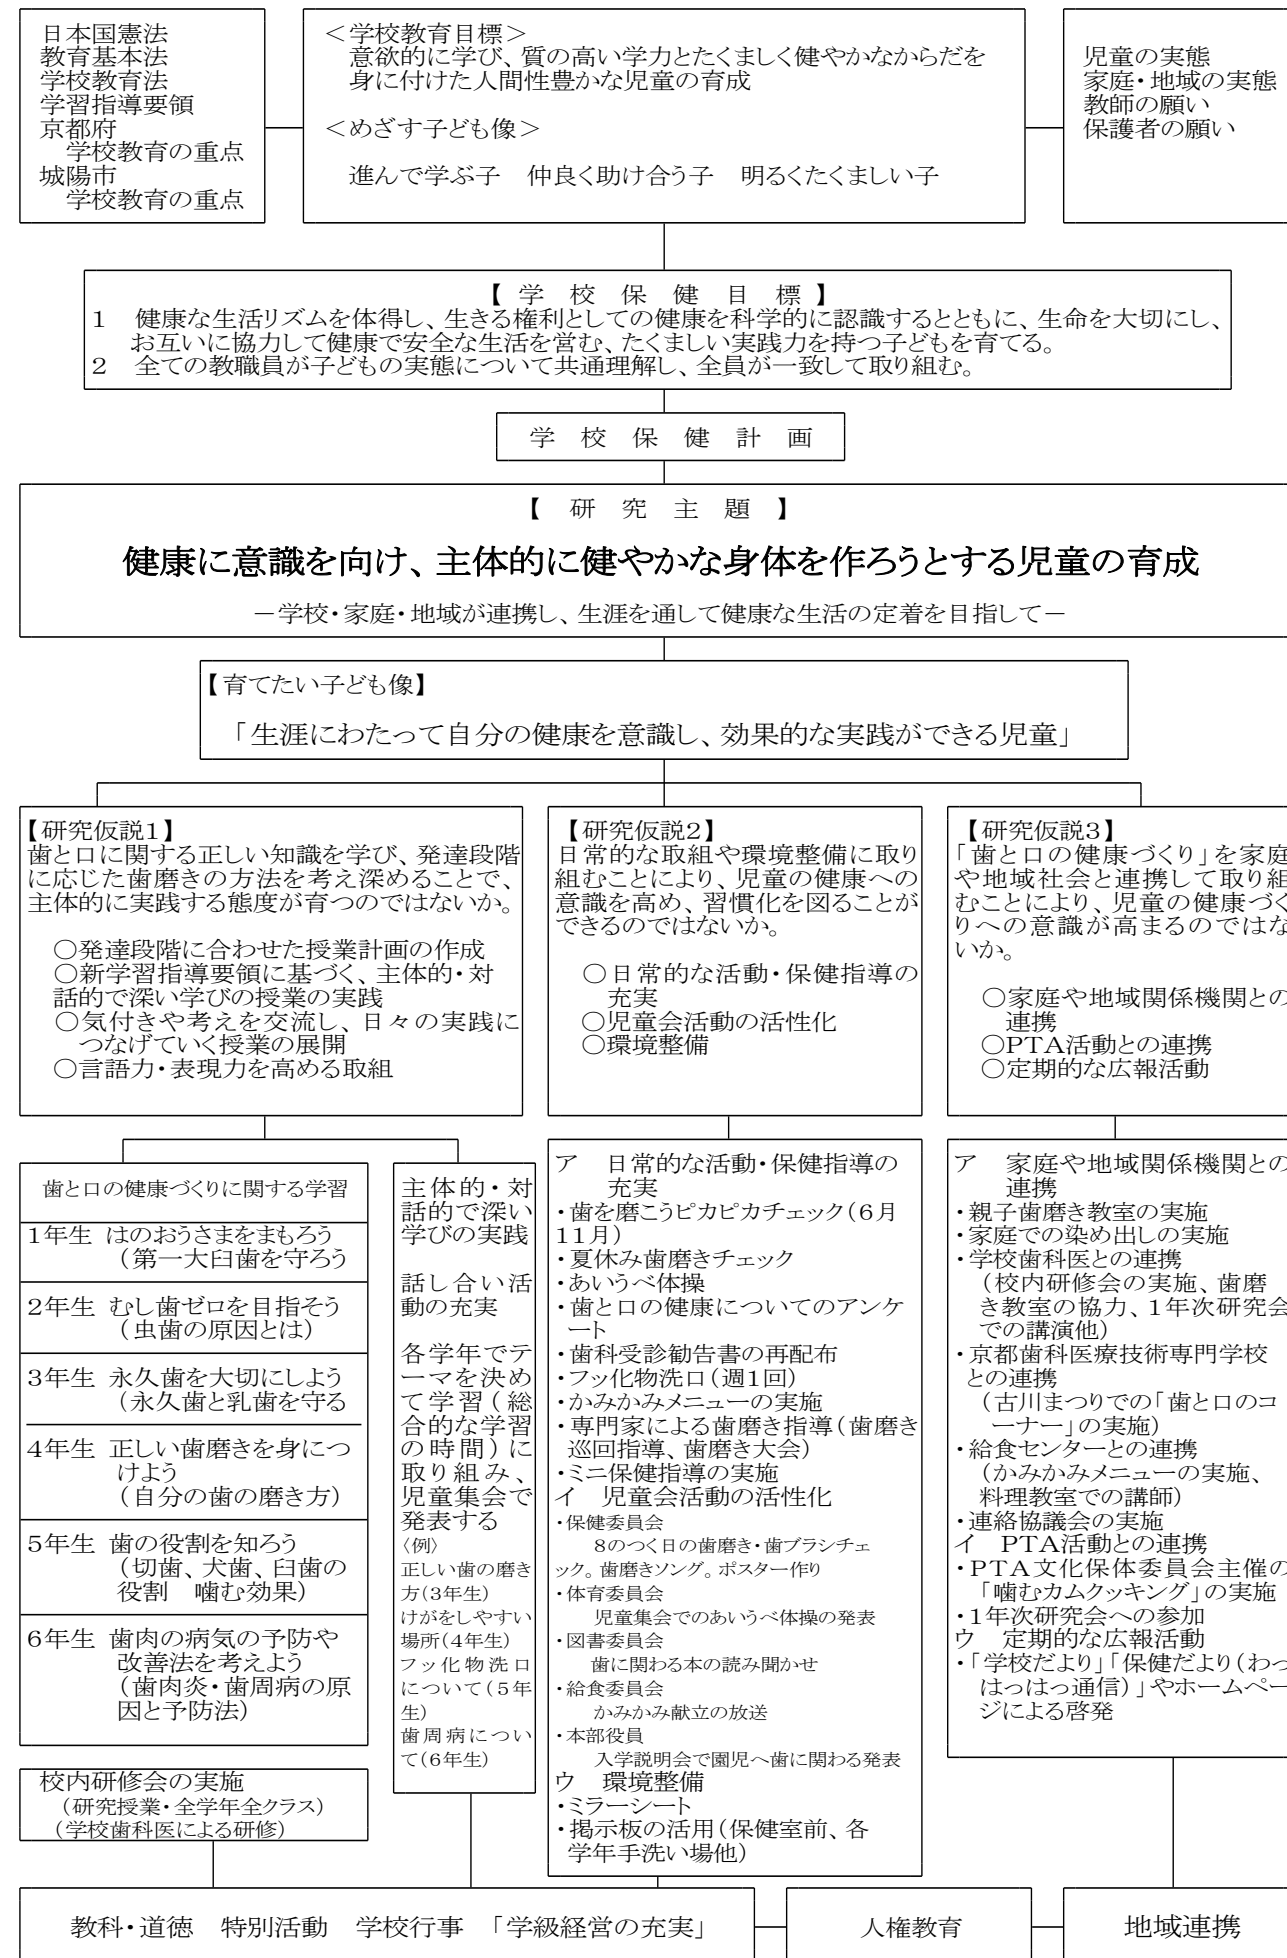 日本国憲法
教育基本法
学校教育法
学習指導要領
京都府
学校教育の重点
城陽市
学校教育の重点
＜学校教育目標＞
意欲的に学び、質の高い学力とたくましく健やかなからだを
身に付けた人間性豊かな児童の育成
＜めざす子ども像＞
進んで学ぶ子　仲良く助け合う子　明るくたくましい子
児童の実態
家庭・地域の実態
教師の願い
保護者の願い
【 学　校　保　健　目　標 】
1　健康な生活リズムを体得し、生きる権利としての健康を科学的に認識するとともに、生命を大切にし、
お互いに協力して健康で安全な生活を営む、たくましい実践力を持つ子どもを育てる。
2　全ての教職員が子どもの実態について共通理解し、全員が一致して取り組む。
学　校　保　健　計　画
【　研　究　主　題　】
健康に意識を向け、主体的に健やかな身体を作ろうとする児童の育成
－学校・家庭・地域が連携し、生涯を通して健康な生活の定着を目指して－
【育てたい子ども像】
「生涯にわたって自分の健康を意識し、効果的な実践ができる児童」
【研究仮説1】
歯と口に関する正しい知識を学び、発達段階
に応じた歯磨きの方法を考え深めることで、
主体的に実践する態度が育つのではないか。
○発達段階に合わせた授業計画の作成
○新学習指導要領に基づく、主体的・対
話的で深い学びの授業の実践
○気付きや考えを交流し、日々の実践に
つなげていく授業の展開
○言語力・表現力を高める取組
【研究仮説2】
日常的な取組や環境整備に取り
組むことにより、児童の健康への
意識を高め、習慣化を図ることが
できるのではないか。
○日常的な活動・保健指導の
充実
○児童会活動の活性化
○環境整備
【研究仮説3】
「歯と口の健康づくり」を家庭
や地域社会と連携して取り組
むことにより、児童の健康づく
りへの意識が高まるのではな
いか。
○家庭や地域関係機関との
連携
○PTA活動との連携
○定期的な広報活動
歯と口の健康づくりに関する学習
1年生 はのおうさまをまもろう
（第一大臼歯を守ろう
2年生 むし歯ゼロを目指そう
（虫歯の原因とは）
3年生 永久歯を大切にしよう
（永久歯と乳歯を守る
4年生 正しい歯磨きを身につ
けよう
（自分の歯の磨き方）
5年生 歯の役割を知ろう
（切歯、犬歯、臼歯の
役割　噛む効果）
6年生 歯肉の病気の予防や
改善法を考えよう
（歯肉炎・歯周病の原
因と予防法）
校内研修会の実施
（研究授業・全学年全クラス）
（学校歯科医による研修）
主体的・対
話的で深い
学びの実践
話し合い活
動の充実
各学年でテ
ーマを決め
て学習（総
合的な学習
の時間）に
取り組み、
児童集会で
発表する
〈例〉
正しい歯の磨き
方（3年生）
けがをしやすい
場所（4年生）
フッ化物洗口
について（5年
生）
歯周病につい
て（6年生）
ア　日常的な活動・保健指導の
充実
・歯を磨こうピカピカチェック（6月
11月）
・夏休み歯磨きチェック
・あいうべ体操
・歯と口の健康についてのアンケ
ート
・歯科受診勧告書の再配布
・フッ化物洗口（週1回）
・かみかみメニューの実施
・専門家による歯磨き指導（歯磨き
巡回指導、歯磨き大会）
・ミニ保健指導の実施
イ　児童会活動の活性化
・保健委員会
8のつく日の歯磨き・歯ブラシチェ
ック。歯磨きソング。ポスター作り
・体育委員会
児童集会でのあいうべ体操の発表
・図書委員会
歯に関わる本の読み聞かせ
・給食委員会
かみかみ献立の放送
・本部役員
入学説明会で園児へ歯に関わる発表
ウ　環境整備
・ミラーシート
・掲示板の活用（保健室前、各
学年手洗い場他）
ア　家庭や地域関係機関との
連携
・親子歯磨き教室の実施
・家庭での染め出しの実施
・学校歯科医との連携
（校内研修会の実施、歯磨
き教室の協力、1年次研究会
での講演他）
・京都歯科医療技術専門学校
との連携
（古川まつりでの「歯と口のコ
ーナー」の実施）
・給食センターとの連携
（かみかみメニューの実施、
料理教室での講師）
・連絡協議会の実施
イ　PTA活動との連携
・PTA文化保体委員会主催の
「噛むカムクッキング」の実施
・1年次研究会への参加
ウ　定期的な広報活動
・「学校だより」「保健だより（わっ
はっはっ通信）」やホームペー
ジによる啓発
教科・道徳　特別活動　学校行事　「学級経営の充実」
人権教育
地域連携